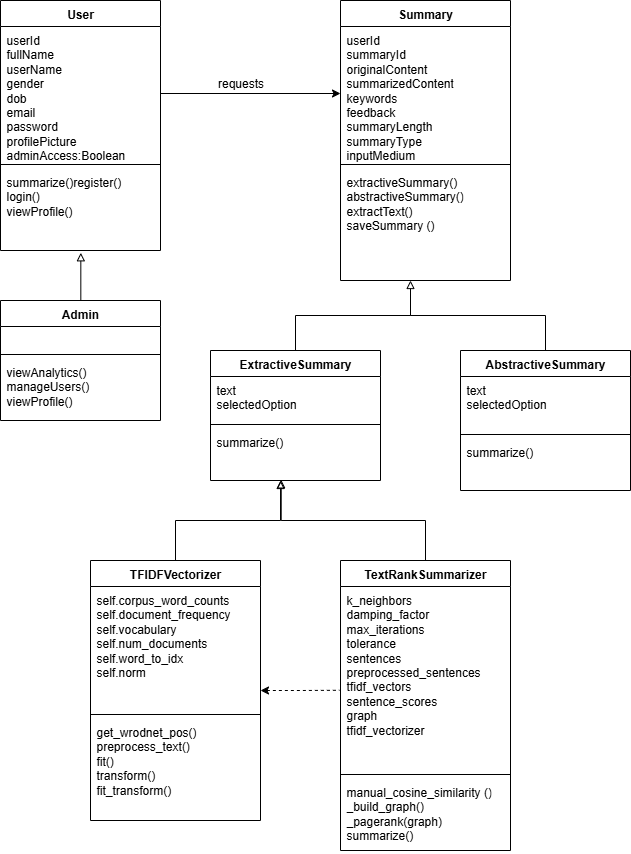 User
userId
fullName
userName
gender
dob
email
password
profilePicture
adminAccess:Boolean
summarize()register()
login()
viewProfile()
requests
Summary
userId
summaryId
originalContent
summarizedContent
keywords
feedback
summaryLength
summaryType
inputMedium
extractiveSummary()
abstractiveSummary()
extractText()
saveSummary ()
Admin
viewAnalytics()
manageUsers()
viewProfile()
ExtractiveSummary
text
selectedOption
summarize()
AbstractiveSummary
text
selectedOption
summarize()
TFIDFVectorizer
self.corpus_word_counts
self.document_frequency
self.vocabulary
self.num_documents
self.word_to_idx
self.norm
get_wrodnet_pos()
preprocess_text()
fit()
transform()
fit_transform()
TextRankSummarizer
k_neighbors
damping_factor
max_iterations
tolerance
sentences
preprocessed_sentences
tfidf_vectors
sentence_scores
graph
tfidf_vectorizer
manual_cosine_similarity ()
_build_graph()
_pagerank(graph)
summarize()